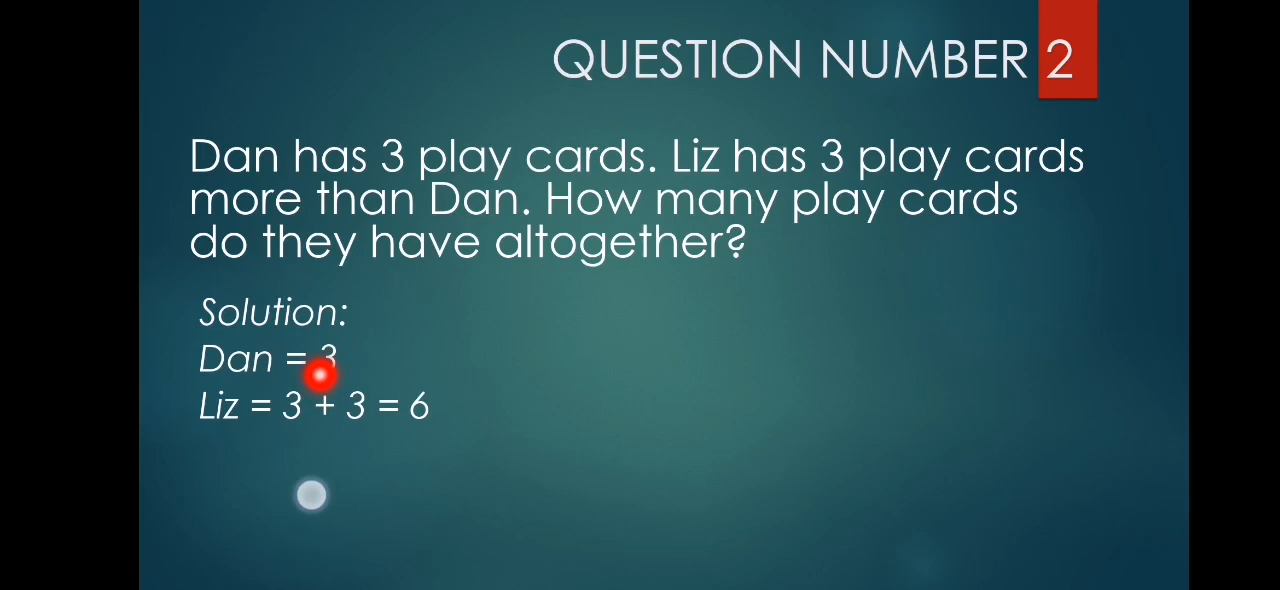 QUESTION NUMBER 2
Dan has 3 play cards. Liz has 3 play cards
more than Dan. How many play cards
do they have altogether?
Solution:
Dan = 3
Liz = 3 + 3 = 6